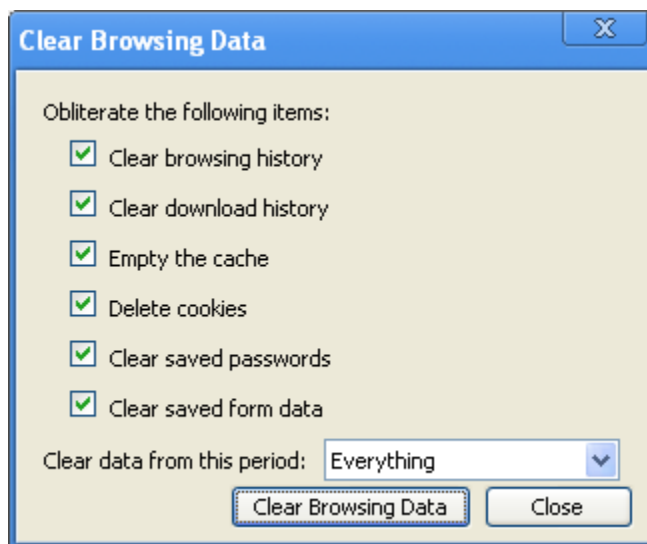 Clear Browsing Data
Obliterate the following items:
Clear browsing history
Clear download history
Empty the cache
Delete cookies
Clear saved passwords
Clear saved form data
Clear data from this period: Everything
Clear Browsing Data Close